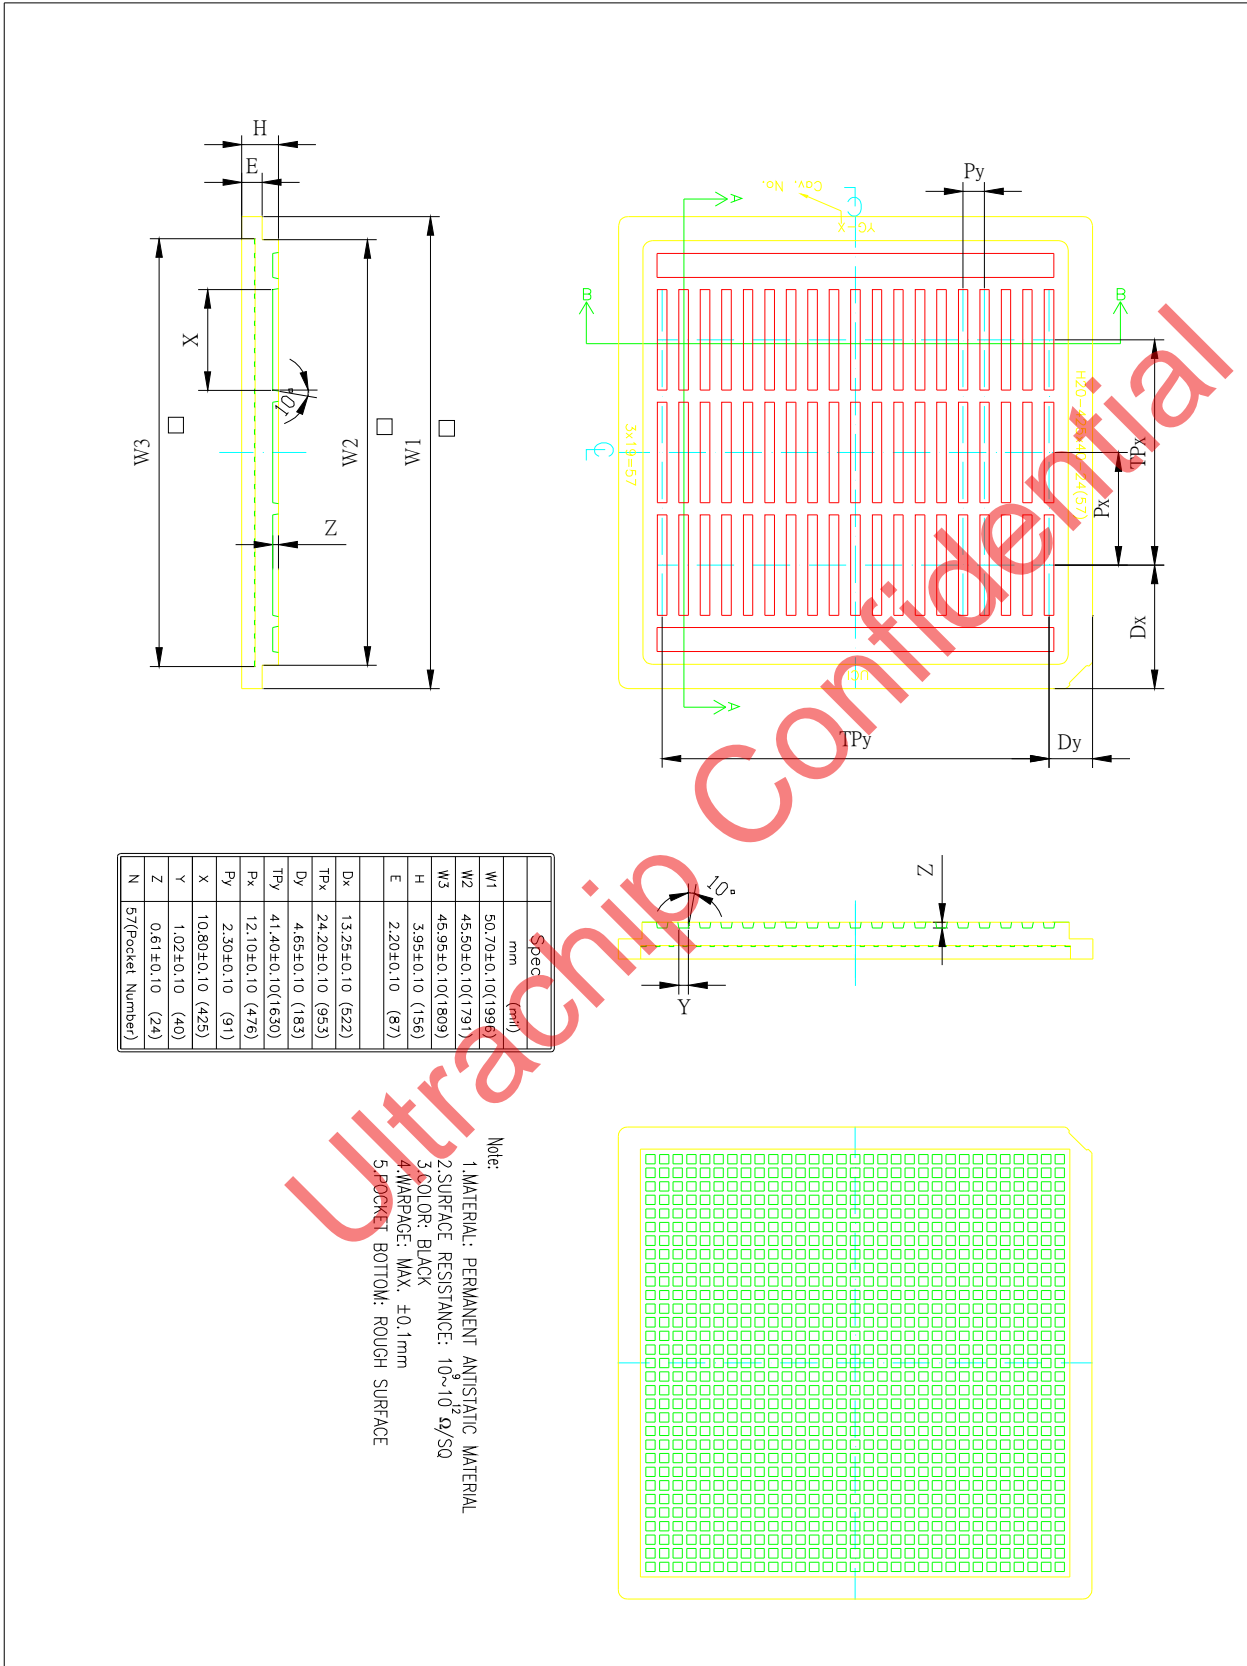 H
E
X
10°
Z
W3
W2
W1
Py
Cav. No.
YG-X
A
A
B
B
3x19=57
TPx
Px
Dx
TPy
Dy
Z
10°
Y
Spec
mm (mil)
W1 50.70±0.10(1996)
W2 45.50±0.10(1791)
W3 45.95±0.10(1809)
H 3.95±0.10 (156)
E 2.20±0.10 (87)
Dx 13.25±0.10 (522)
TPx 24.20±0.10 (953)
Dy 4.65±0.10 (183)
TPy 41.40±0.10(1630)
Px 12.10±0.10 (476)
Py 2.30±0.10 (91)
X 10.80±0.10 (425)
Y 1.02±0.10 (40)
Z 0.61±0.10 (24)
N 57(Pocket Number)
Note:
1.MATERIAL: PERMANENT ANTISTATIC MATERIAL
2.SURFACE RESISTANCE: 10⁹~10¹² Ω/SQ
3.COLOR: BLACK
4.WARPAGE: MAX. ±0.1mm
5.POCKET BOTTOM: ROUGH SURFACE
Ultrachip Confidential